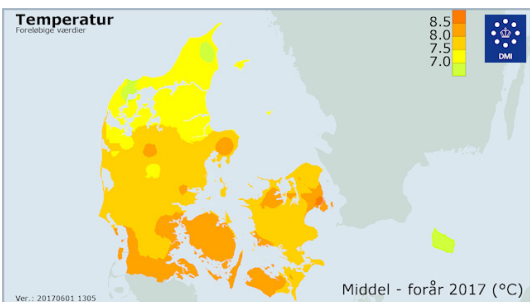 Temperatur
Foreløbige værdier
8.5
8.0
7.5
7.0
DMI
Middel - forår 2017 (°C)
Ver.: 20170601 1305